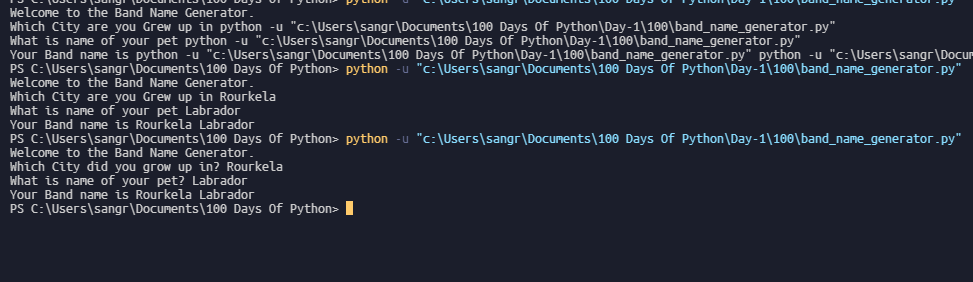 PS C:\Users\sangr\Documents\100 Days Of Python> python -u "c:\Users\sangr\Documents\100 Days Of Python\Day-1\100\band_name_generator.py"
Welcome to the Band Name Generator.
Which City are you Grew up in python -u "c:\Users\sangr\Documents\100 Days Of Python\Day-1\100\band_name_generator.py"
What is name of your pet python -u "c:\Users\sangr\Documents\100 Days Of Python\Day-1\100\band_name_generator.py"
Your Band name is python -u "c:\Users\sangr\Documents\100 Days Of Python\Day-1\100\band_name_generator.py" python -u "c:\Users\sangr\Docum
PS C:\Users\sangr\Documents\100 Days Of Python> python -u "c:\Users\sangr\Documents\100 Days Of Python\Day-1\100\band_name_generator.py"
Welcome to the Band Name Generator.
Which City are you Grew up in Rourkela
What is name of your pet Labrador
Your Band name is Rourkela Labrador
PS C:\Users\sangr\Documents\100 Days Of Python> python -u "c:\Users\sangr\Documents\100 Days Of Python\Day-1\100\band_name_generator.py"
Welcome to the Band Name Generator.
Which City did you grow up in? Rourkela
What is name of your pet? Labrador
Your Band name is Rourkela Labrador
PS C:\Users\sangr\Documents\100 Days Of Python>